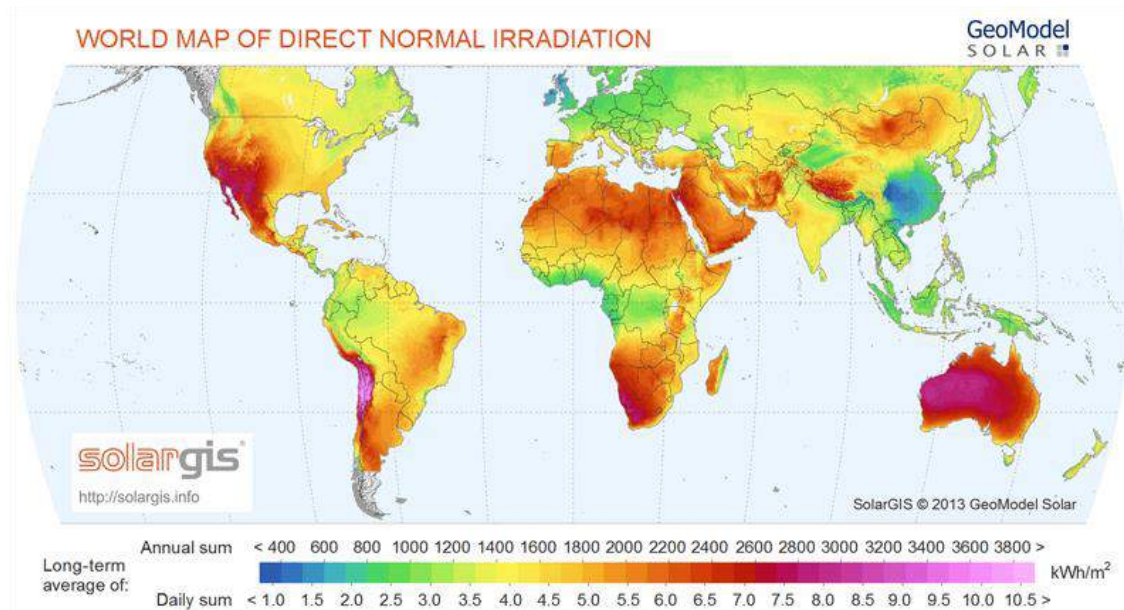 WORLD MAP OF DIRECT NORMAL IRRADIATION
GeoModel
SOLAR
solargis
http://solargis.info
SolarGIS © 2013 GeoModel Solar
Annual sum < 400 600 800 1000 1200 1400 1600 1800 2000 2200 2400 2600 2800 3000 3200 3400 3600 3800 >
Long-term
average of:
kWh/m²
Daily sum < 1.0 1.5 2.0 2.5 3.0 3.5 4.0 4.5 5.0 5.5 6.0 6.5 7.0 7.5 8.0 8.5 9.0 9.5 10.0 10.5 >